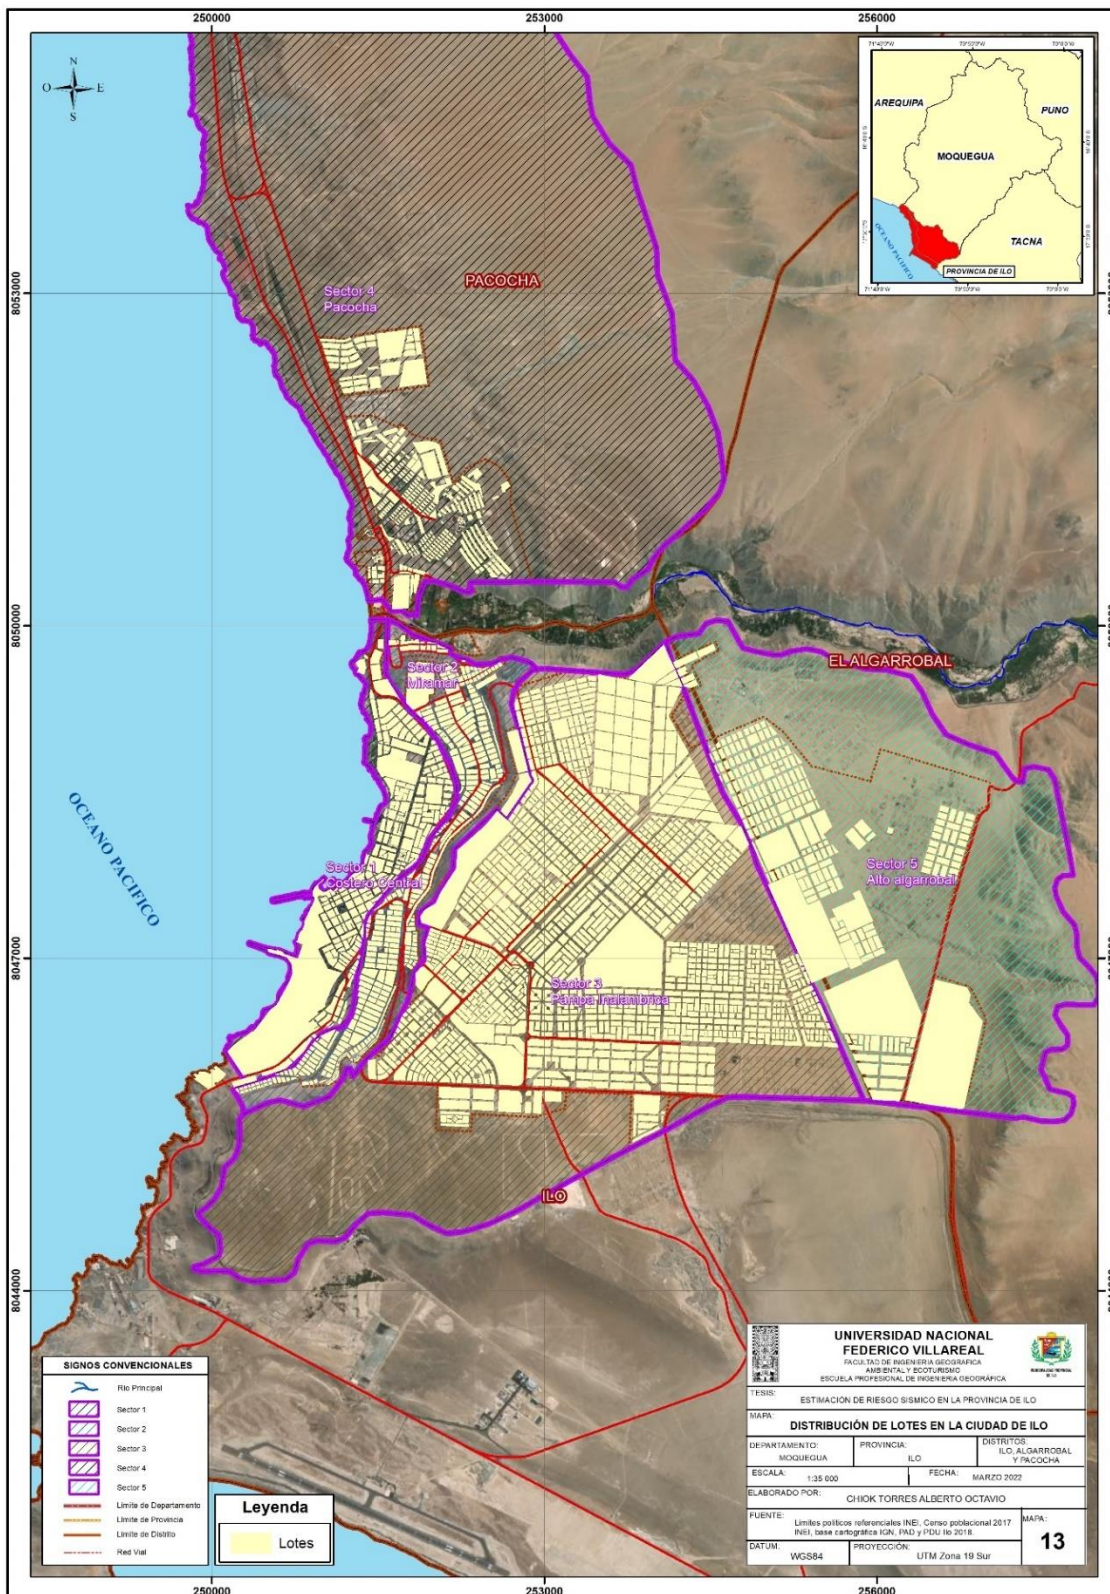 250000
253000
256000
N
O
E
S
71°40'0"W
AREQUIPA
PUNO
MOQUEGUA
TACNA
OCEANO PACIFICO
PROVINCIA DE ILO
8053000
PACOCHA
Sector 4
Pacocha
8050000
EL ALGARROBAL
Sector 2
Miramar
OCEANO PACIFICO
Sector 1
Costero Central
Sector 5
Alto algarrobal
8047000
Sector 3
Pampa Inalambrica
ILO
8044000
SIGNOS CONVENCIONALES
Rio Principal
Sector 1
Sector 2
Sector 3
Sector 4
Sector 5
Limite de Departamento
Limite de Provincia
Limite de Distrito
Red Vial
Leyenda
Lotes
UNIVERSIDAD NACIONAL
FEDERICO VILLAREAL
FACULTAD DE INGENIERIA GEOGRAFICA
AMBIENTAL Y ECOTURISMO
ESCUELA PROFESIONAL DE INGENIERIA GEOGRÁFICA
TESIS:
ESTIMACIÓN DE RIESGO SISMICO EN LA PROVINCIA DE ILO
MAPA:
DISTRIBUCIÓN DE LOTES EN LA CIUDAD DE ILO
DEPARTAMENTO:
MOQUEGUA
PROVINCIA:
ILO
DISTRITOS:
ILO, ALGARROBAL
Y PACOCHA
ESCALA:
1:35 000
FECHA:
MARZO 2022
ELABORADO POR:
CHIOK TORRES ALBERTO OCTAVIO
FUENTE:
Limites politicos referenciales INEI, Censo poblacional 2017
INEI, base cartográfica IGN, PAD y PDU Ilo 2018.
MAPA:
13
DATUM:
WGS84
PROYECCIÓN:
UTM Zona 19 Sur
250000
253000
256000